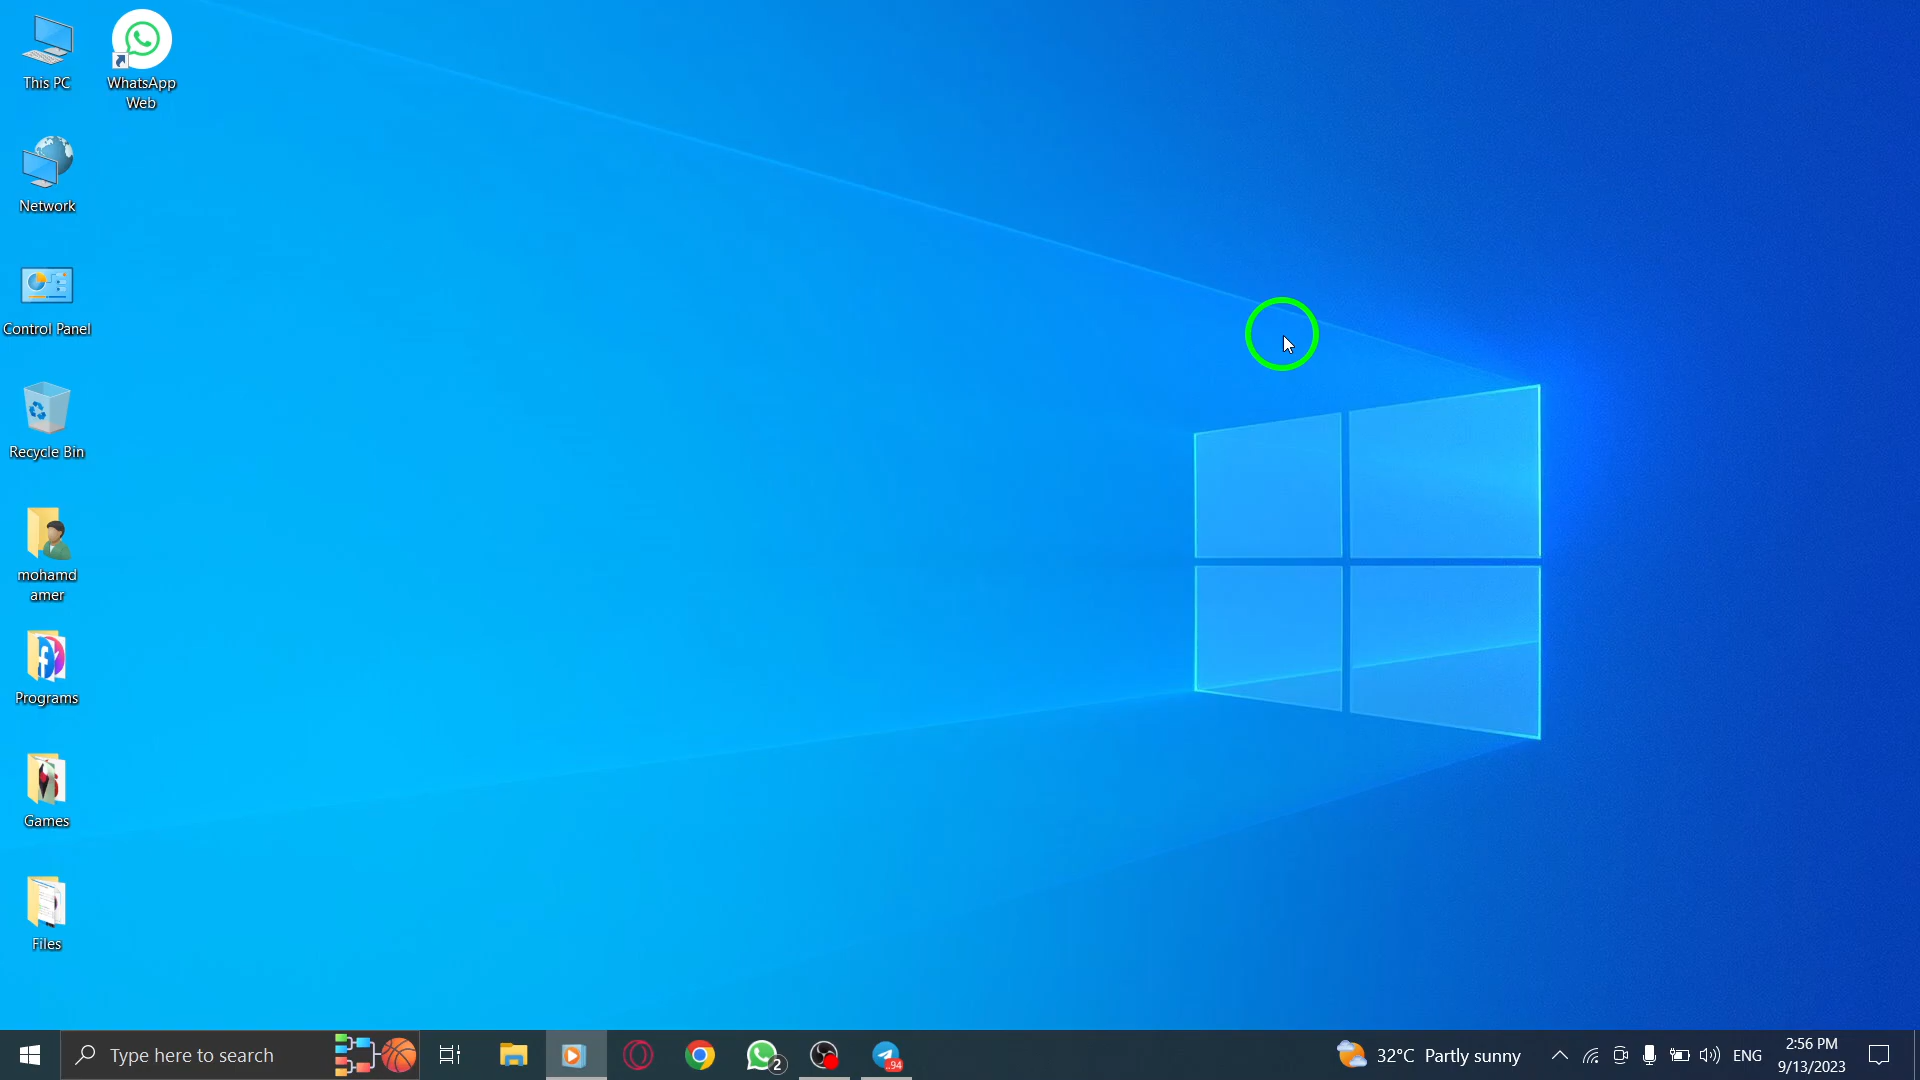 This PC
WhatsApp
Web
Network
Control Panel
Recycle Bin
mohamd
amer
Programs
Games
Files
Type here to search
2
..94
32°C Partly sunny
ENG
2:56 PM
9/13/2023